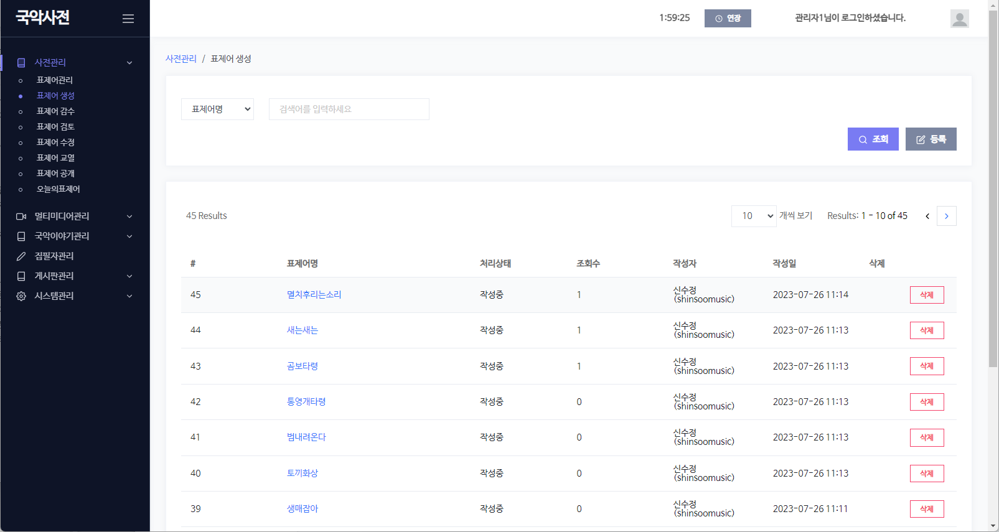 국악사전
1:59:25
연장
관리자1님이 로그인하셨습니다.
사전관리
표제어관리
표제어 생성
표제어 감수
표제어 검토
표제어 수정
표제어 교열
표제어 공개
오늘의표제어
멀티미디어관리
국악이야기관리
집필자관리
게시판관리
시스템관리
사전관리 / 표제어 생성
표제어명 검색어를 입력하세요
조회 등록
45 Results 10 개씩 보기 Results: 1 - 10 of 45
# 표제어명 처리상태 조회수 작성자 작성일 삭제
45 멸치후리는소리 작성중 1 신수정 (shinsoomusic) 2023-07-26 11:14 삭제
44 새는새는 작성중 1 신수정 (shinsoomusic) 2023-07-26 11:13 삭제
43 곰보타령 작성중 1 신수정 (shinsoomusic) 2023-07-26 11:13 삭제
42 통영개타령 작성중 0 신수정 (shinsoomusic) 2023-07-26 11:13 삭제
41 범내려온다 작성중 0 신수정 (shinsoomusic) 2023-07-26 11:13 삭제
40 토끼화상 작성중 0 신수정 (shinsoomusic) 2023-07-26 11:13 삭제
39 생매잡아 작성중 0 신수정 (shinsoomusic) 2023-07-26 11:11 삭제